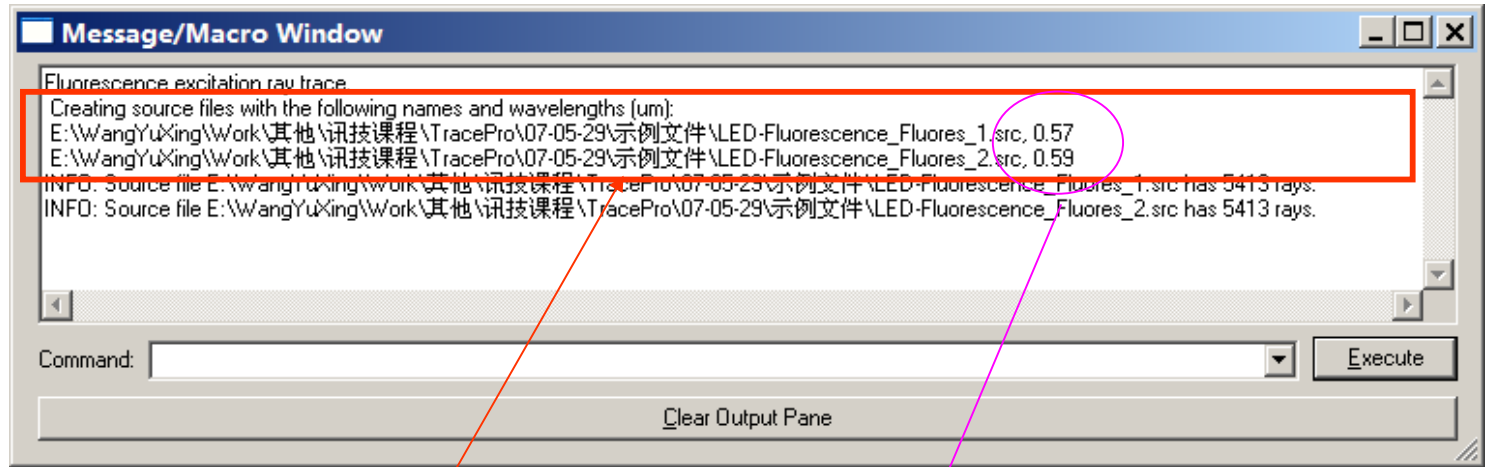 Message/Macro Window
Fluorescence excitation ray trace
Creating source files with the following names and wavelengths (um):
E:\WangYuXing\Work\其他\讯技课程\TracePro\07-05-29\示例文件\LED-Fluorescence_Fluores_1.src, 0.57
E:\WangYuXing\Work\其他\讯技课程\TracePro\07-05-29\示例文件\LED-Fluorescence_Fluores_2.src, 0.59
INFO: Source file E:\WangYuXing\Work\其他\讯技课程\TracePro\07-05-29\示例文件\LED-Fluorescence_Fluores_1.src has 5413 rays.
INFO: Source file E:\WangYuXing\Work\其他\讯技课程\TracePro\07-05-29\示例文件\LED-Fluorescence_Fluores_2.src has 5413 rays.
Command:
Execute
Clear Output Pane